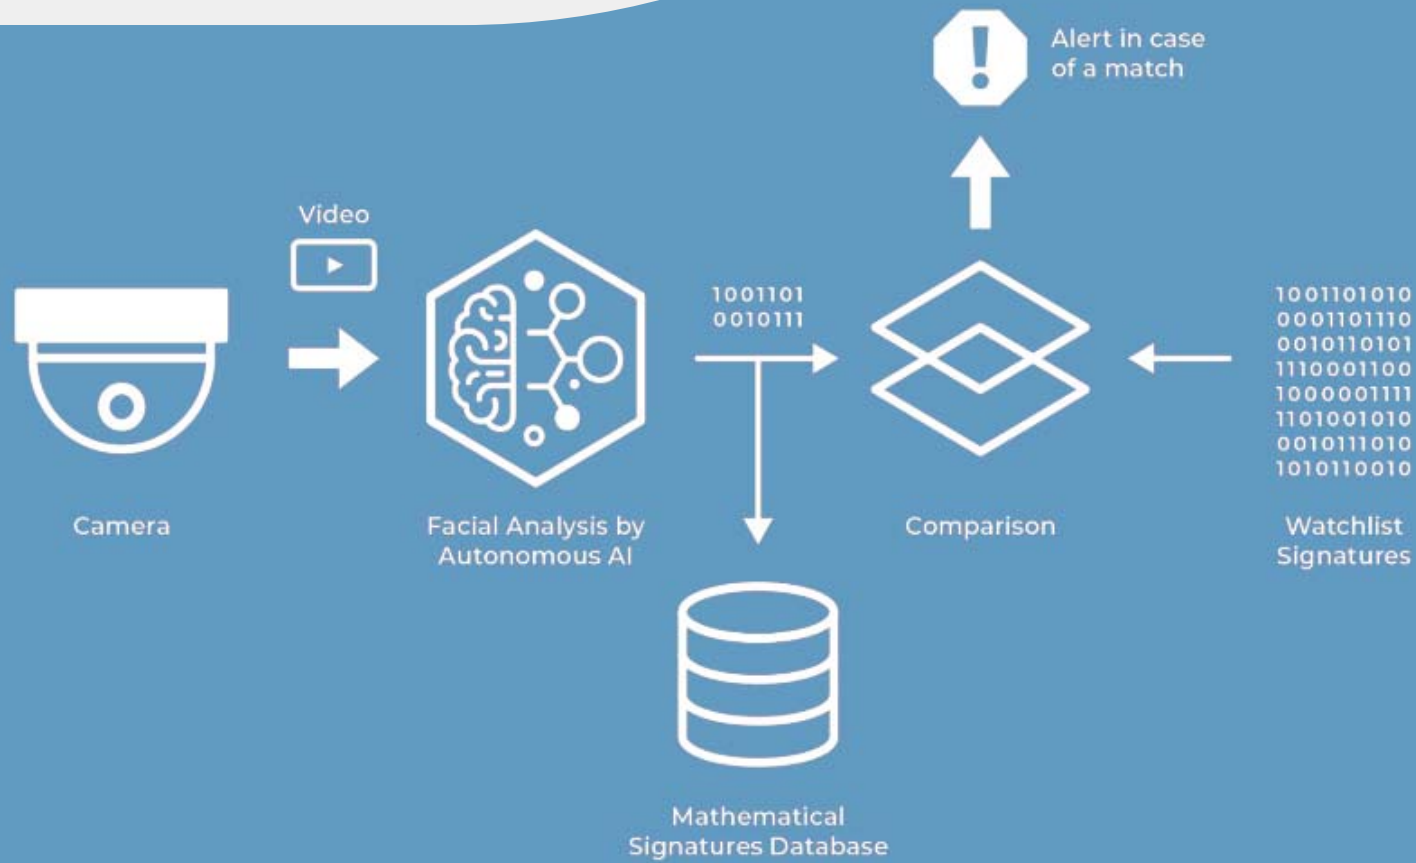 Alert in case
of a match
Video
1001101
0010111
1001101010
0001101110
0010110101
1110001100
1000001111
1101001010
0010111010
1010110010
Camera
Facial Analysis by
Autonomous AI
Comparison
Watchlist
Signatures
Mathematical
Signatures Database